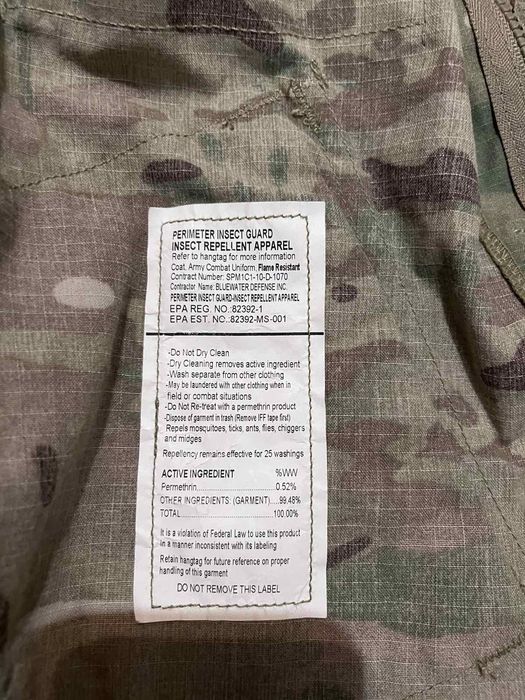 PERIMETER INSECT GUARD
INSECT REPELLENT APPAREL
Refer to hangtag for more information
Coat, Army Combat Uniform, Flame Resistant
Contract Number: SPM1C1-10-D-1070
Contractor Name: BLUEWATER DEFENSE INC.
PERIMETER INSECT GUARD-INSECT REPELLENT APPAREL
EPA REG. NO.:82392-1
EPA EST. NO.:82392-MS-001
-Do Not Dry Clean
-Dry Cleaning removes active ingredient
-Wash separate from other clothing
-May be laundered with other clothing when in
field or combat situations
-Do Not Re-treat with a permethrin product
-Dispose of garment in trash (Remove IFF tape first)
Repels mosquitoes, ticks, ants, flies, chiggers
and midges
Repellency remains effective for 25 washings
ACTIVE INGREDIENT %WW
Permethrin...................0.52%
OTHER INGREDIENTS: (GARMENT)....99.48%
TOTAL.......................100.00%
It is a violation of Federal Law to use this product
in a manner inconsistent with its labeling
Retain hangtag for future reference on proper
handling of this garment
DO NOT REMOVE THIS LABEL